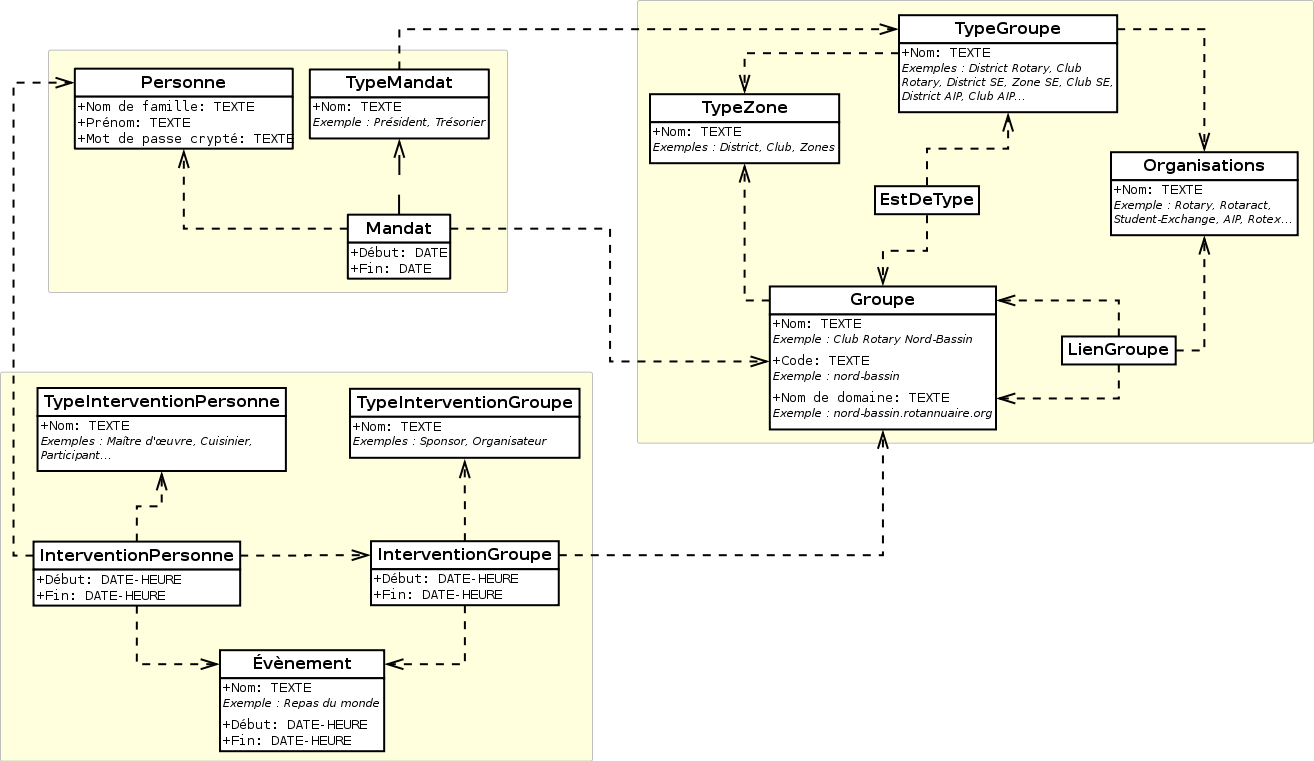 Personne
+Nom de famille: TEXTE
+Prénom: TEXTE
+Mot de passe crypté: TEXTE
TypeMandat
+Nom: TEXTE
Exemple : Président, Trésorier
Mandat
+Début: DATE
+Fin: DATE
TypeGroupe
+Nom: TEXTE
Exemples : District Rotary, Club
Rotary, District SE, Zone SE, Club SE,
District AIP, Club AIP...
TypeZone
+Nom: TEXTE
Exemples : District, Club, Zones
Organisations
+Nom: TEXTE
Exemple : Rotary, Rotaract,
Student-Exchange, AIP, Rotex...
EstDeType
Groupe
+Nom: TEXTE
Exemple : Club Rotary Nord-Bassin
+Code: TEXTE
Exemple : nord-bassin
+Nom de domaine: TEXTE
Exemple : nord-bassin.rotannuaire.org
LienGroupe
TypeInterventionPersonne
+Nom: TEXTE
Exemples : Maître d'œuvre, Cuisinier,
Participant...
TypeInterventionGroupe
+Nom: TEXTE
Exemples : Sponsor, Organisateur
InterventionPersonne
+Début: DATE-HEURE
+Fin: DATE-HEURE
InterventionGroupe
+Début: DATE-HEURE
+Fin: DATE-HEURE
Évènement
+Nom: TEXTE
Exemple : Repas du monde
+Début: DATE-HEURE
+Fin: DATE-HEURE